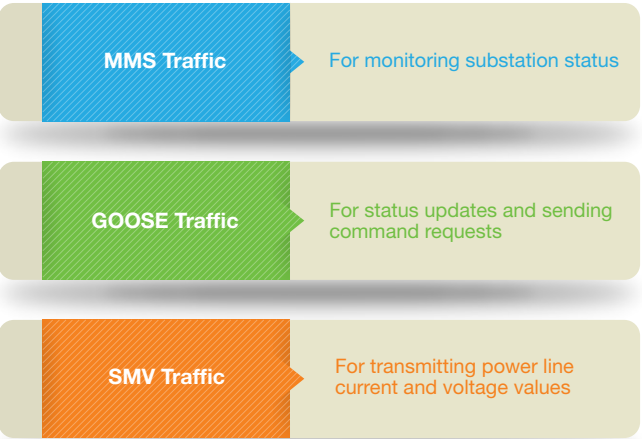 MMS Traffic
For monitoring substation status
GOOSE Traffic
For status updates and sending
command requests
SMV Traffic
For transmitting power line
current and voltage values